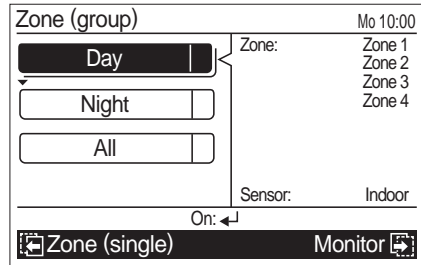 Zone (group) Mo 10:00
Day
Night
All
Zone: Zone 1
Zone 2
Zone 3
Zone 4
Sensor: Indoor
On:
Zone (single) Monitor